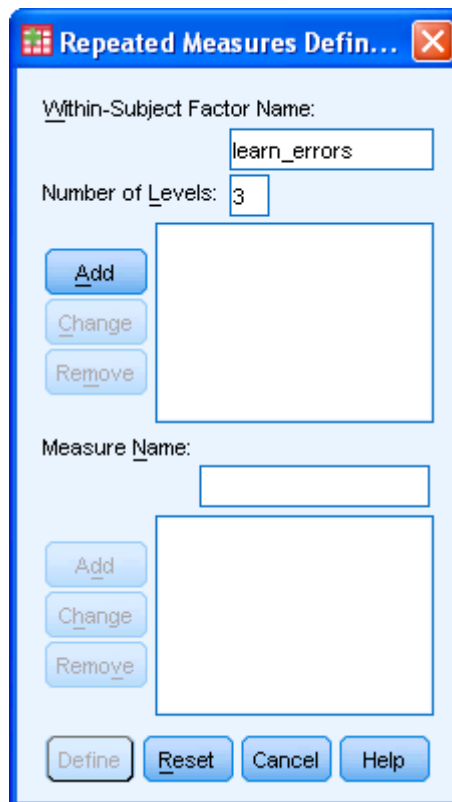 Repeated Measures Defin...
Within-Subject Factor Name:
learn_errors
Number of Levels: 3
Add
Change
Remove
Measure Name:
Add
Change
Remove
Define Reset Cancel Help